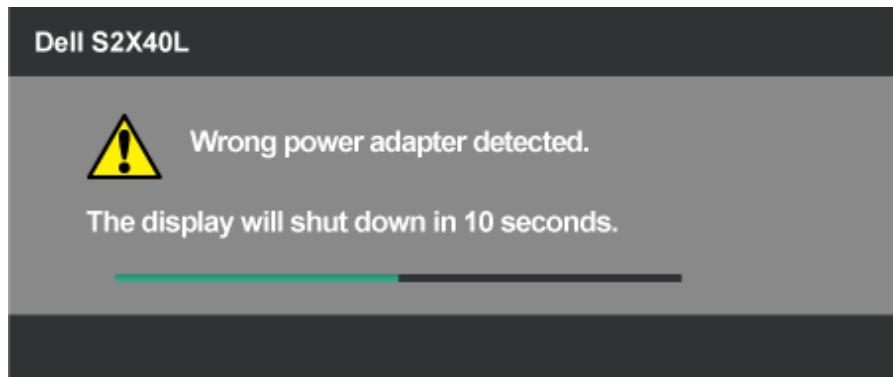 Dell S2X40L
Wrong power adapter detected.
The display will shut down in 10 seconds.